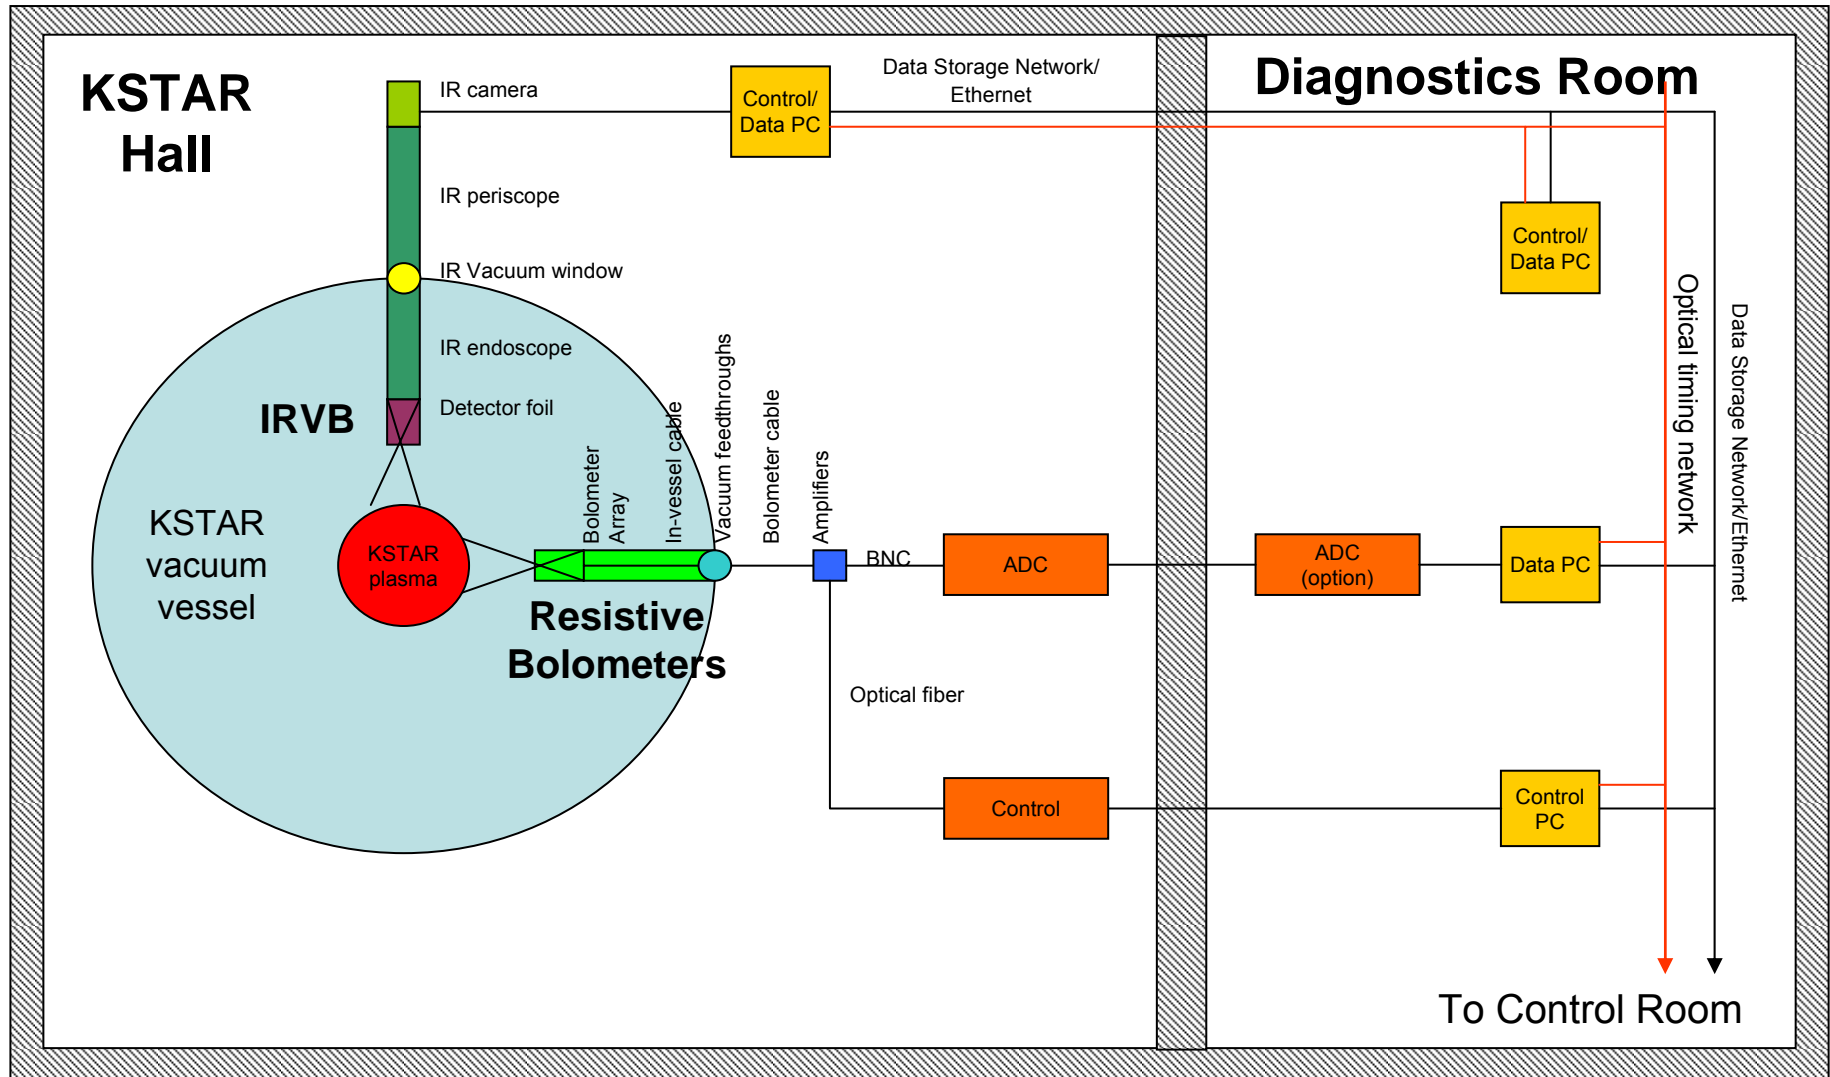 KSTAR
Hall
IR camera
Control/
Data PC
Data Storage Network/
Ethernet
Diagnostics Room
IR periscope
IR Vacuum window
IR endoscope
Detector foil
IRVB
Control/
Data PC
Optical timing network
Data Storage Network/Ethernet
KSTAR
vacuum
vessel
KSTAR
plasma
Bolometer
Array
In-vessel cable
Vacuum feedthroughs
Bolometer cable
Amplifiers
BNC
ADC
ADC
(option)
Data PC
Resistive
Bolometers
Optical fiber
Control
Control
PC
To Control Room